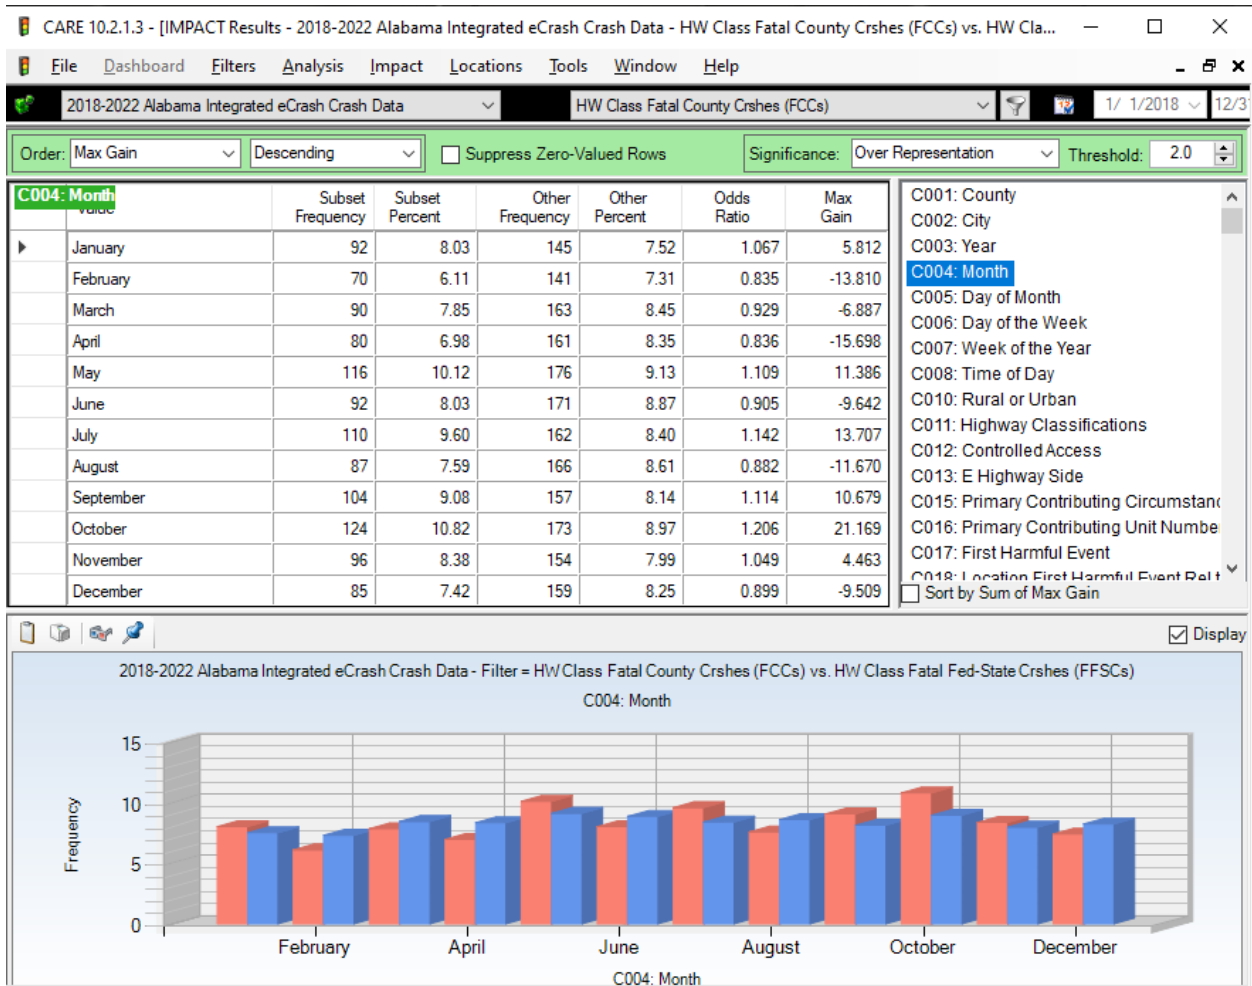 CARE 10.2.1.3 - [IMPACT Results - 2018-2022 Alabama Integrated eCrash Crash Data - HW Class Fatal County Crshes (FCCs) vs. HW Cla...
File Dashboard Filters Analysis Impact Locations Tools Window Help
2018-2022 Alabama Integrated eCrash Crash Data HW Class Fatal County Crshes (FCCs) 1/ 1/2018 12/3
Order: Max Gain Descending Suppress Zero-Valued Rows Significance: Over Representation Threshold: 2.0
C004: Month
Value Subset Frequency Subset Percent Other Frequency Other Percent Odds Ratio Max Gain
January 92 8.03 145 7.52 1.067 5.812
February 70 6.11 141 7.31 0.835 -13.810
March 90 7.85 163 8.45 0.929 -6.887
April 80 6.98 161 8.35 0.836 -15.698
May 116 10.12 176 9.13 1.109 11.386
June 92 8.03 171 8.87 0.905 -9.642
July 110 9.60 162 8.40 1.142 13.707
August 87 7.59 166 8.61 0.882 -11.670
September 104 9.08 157 8.14 1.114 10.679
October 124 10.82 173 8.97 1.206 21.169
November 96 8.38 154 7.99 1.049 4.463
December 85 7.42 159 8.25 0.899 -9.509
C001: County
C002: City
C003: Year
C004: Month
C005: Day of Month
C006: Day of the Week
C007: Week of the Year
C008: Time of Day
C010: Rural or Urban
C011: Highway Classifications
C012: Controlled Access
C013: E Highway Side
C015: Primary Contributing Circumstanc
C016: Primary Contributing Unit Numbe
C017: First Harmful Event
C018: Location First Harmful Event Rel t
Sort by Sum of Max Gain
Display
2018-2022 Alabama Integrated eCrash Crash Data - Filter = HW Class Fatal County Crshes (FCCs) vs. HW Class Fatal Fed-State Crshes (FFSCs)
C004: Month
15
10
5
0
Frequency
February April June August October December
C004: Month